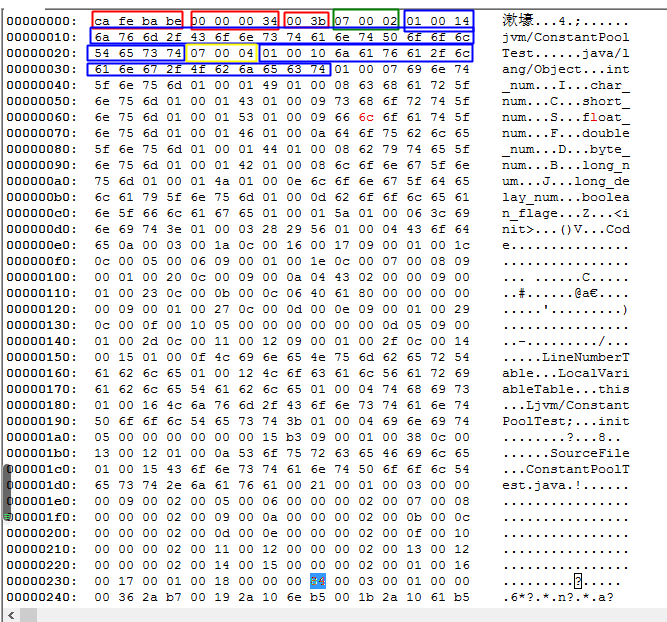 00000000: ca fe ba be 00 00 00 34 00 3b 07 00 02 01 00 14 漱壕...4.;......
00000010: 6a 76 6d 2f 43 6f 6e 73 74 61 6e 74 50 6f 6f 6c jvm/ConstantPool
00000020: 54 65 73 74 07 00 04 01 00 10 6a 61 76 61 2f 6c Test......java/l
00000030: 61 6e 67 2f 4f 62 6a 65 63 74 01 00 07 69 6e 74 ang/Object...int
00000040: 5f 6e 75 6d 01 00 01 49 01 00 08 63 68 61 72 5f _num...I...char_
00000050: 6e 75 6d 01 00 01 43 01 00 09 73 68 6f 72 74 5f num...C...short_
00000060: 6e 75 6d 01 00 01 53 01 00 09 66 6c 6f 61 74 5f num...S...float_
00000070: 6e 75 6d 01 00 01 46 01 00 0a 64 6f 75 62 6c 65 num...F...double
00000080: 5f 6e 75 6d 01 00 01 44 01 00 08 62 79 74 65 5f _num...D...byte_
00000090: 6e 75 6d 01 00 01 42 01 00 08 6c 6f 6e 67 5f 6e num...B...long_n
000000a0: 75 6d 01 00 01 4a 01 00 0e 6c 6f 6e 67 5f 64 65 um...J...long_de
000000b0: 6c 61 79 5f 6e 75 6d 01 00 0d 62 6f 6f 6c 65 61 lay_num...boolea
000000c0: 6e 5f 66 6c 61 67 65 01 00 01 5a 01 00 06 3c 69 n_flage...Z...<i
000000d0: 6e 69 74 3e 01 00 03 28 29 56 01 00 04 43 6f 64 nit>...()V...Cod
000000e0: 65 0a 00 03 00 1a 0c 00 16 00 17 09 00 01 00 1c e...............
000000f0: 0c 00 05 00 06 09 00 01 00 1e 0c 00 07 00 08 09 ................
00000100: 00 01 00 20 0c 00 09 00 0a 04 43 02 00 00 09 00 ... ......C.....
00000110: 01 00 23 0c 00 0b 00 0c 06 40 61 80 00 00 00 00 ..#......@a€....
00000120: 00 09 00 01 00 27 0c 00 0d 00 0e 09 00 01 00 29 .....'.........)
00000130: 0c 00 0f 00 10 05 00 00 00 00 00 00 0d 05 09 00 ................
00000140: 01 00 2d 0c 00 11 00 12 09 00 01 00 2f 0c 00 14 ..-........./...
00000150: 00 15 01 00 0f 4c 69 6e 65 4e 75 6d 62 65 72 54 .....LineNumberT
00000160: 61 62 6c 65 01 00 12 4c 6f 63 61 6c 56 61 72 69 able...LocalVari
00000170: 61 62 6c 65 54 61 62 6c 65 01 00 04 74 68 69 73 ableTable...this
00000180: 01 00 16 4c 6a 76 6d 2f 43 6f 6e 73 74 61 6e 74 ...Ljvm/Constant
00000190: 50 6f 6f 6c 54 65 73 74 3b 01 00 04 69 6e 69 74 PoolTest;...init
000001a0: 05 00 00 00 00 00 00 15 b3 09 00 01 00 38 0c 00 ........?...8..
000001b0: 13 00 12 01 00 0a 53 6f 75 72 63 65 46 69 6c 65 ......SourceFile
000001c0: 01 00 15 43 6f 6e 73 74 61 6e 74 50 6f 6f 6c 54 ...ConstantPoolT
000001d0: 65 73 74 2e 6a 61 76 61 00 21 00 01 00 03 00 00 est.java.!......
000001e0: 00 09 00 02 00 05 00 06 00 00 00 02 00 07 00 08 ................
000001f0: 00 00 00 02 00 09 00 0a 00 00 00 02 00 0b 00 0c ................
00000200: 00 00 00 02 00 0d 00 0e 00 00 00 02 00 0f 00 10 ................
00000210: 00 00 00 02 00 11 00 12 00 00 00 02 00 13 00 12 ................
00000220: 00 00 00 02 00 14 00 15 00 00 00 02 00 01 00 16 ................
00000230: 00 17 00 01 00 18 00 00 00 00 03 00 01 00 00 .........?.....
00000240: 00 36 2a b7 00 19 2a 10 6e b5 00 1b 2a 10 61 b5 .6*?.*.n?.*.a?